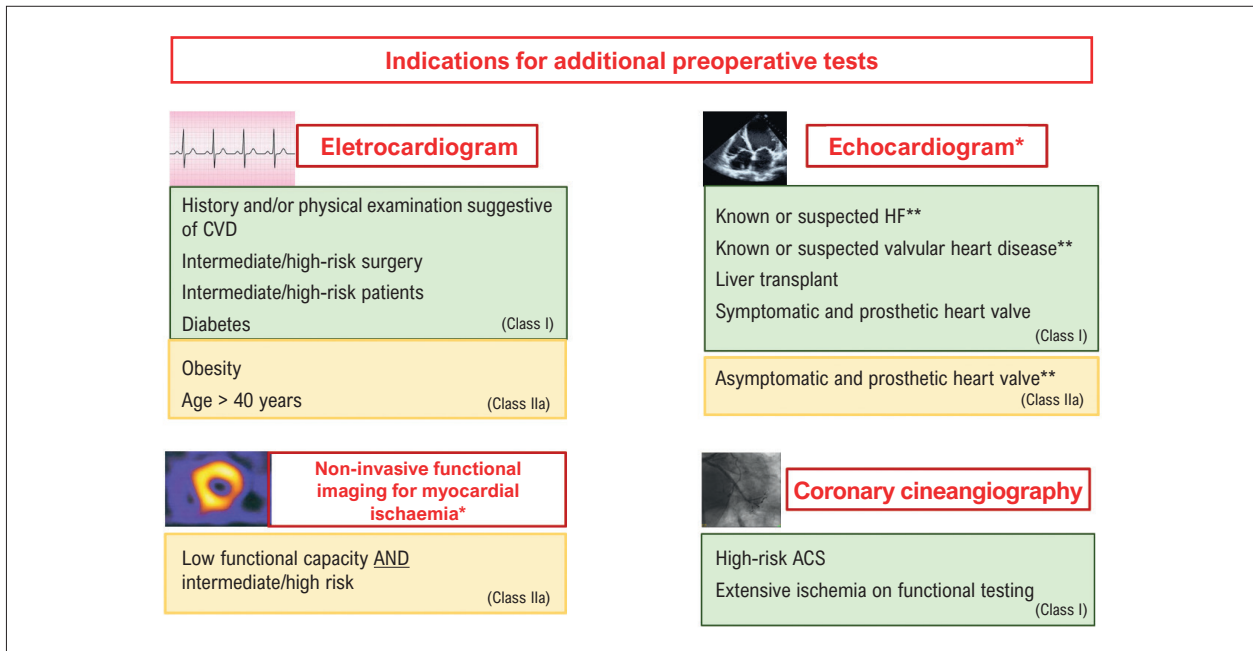 Indications for additional preoperative tests
Eletrocardiogram
History and/or physical examination suggestive
of CVD
Intermediate/high-risk surgery
Intermediate/high-risk patients
Diabetes (Class I)
Obesity
Age > 40 years (Class IIa)
Echocardiogram*
Known or suspected HF**
Known or suspected valvular heart disease**
Liver transplant
Symptomatic and prosthetic heart valve
(Class I)
Asymptomatic and prosthetic heart valve**
(Class IIa)
Non-invasive functional
imaging for myocardial
ischaemia*
Low functional capacity AND
intermediate/high risk
(Class IIa)
Coronary cineangiography
High-risk ACS
Extensive ischemia on functional testing
(Class I)